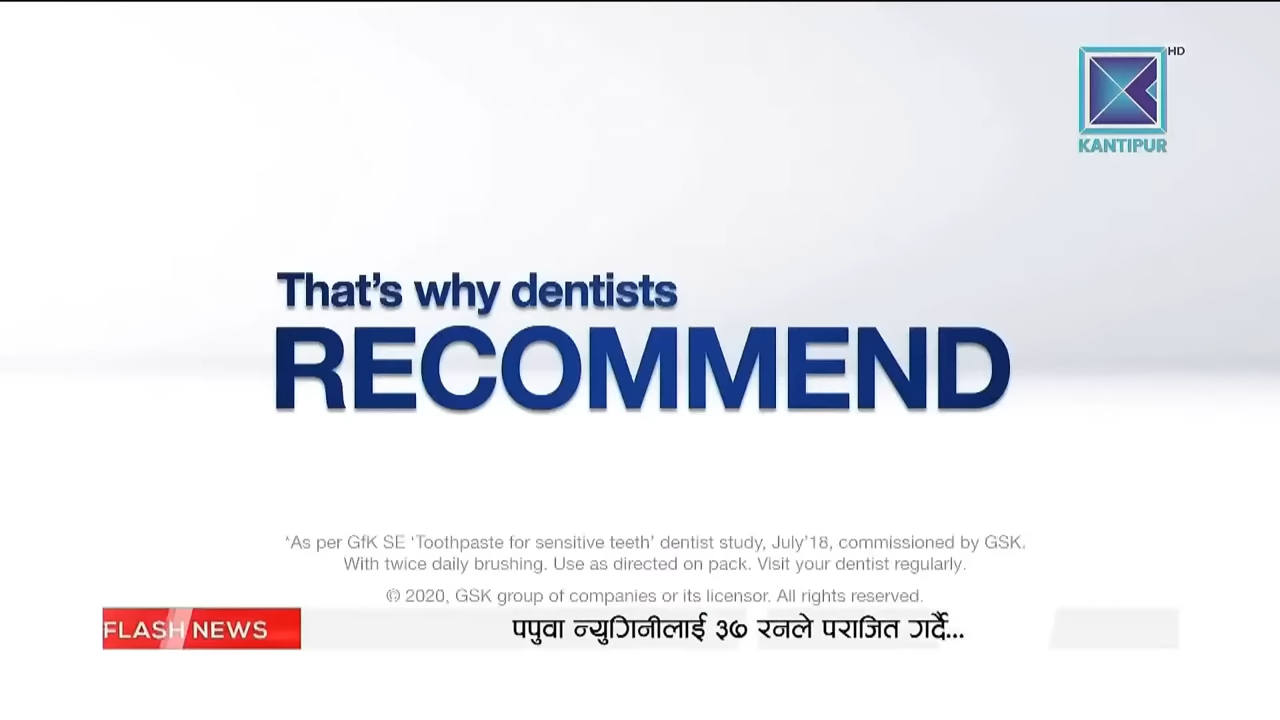 HD
KANTIPUR
That's why dentists
RECOMMEND
*As per GfK SE 'Toothpaste for sensitive teeth' dentist study, July'18, commissioned by GSK.
With twice daily brushing. Use as directed on pack. Visit your dentist regularly.
© 2020, GSK group of companies or its licensor. All rights reserved.
FLASH NEWS
पपुवा न्युगिनीलाई ३७ रनले पराजित गर्दै...